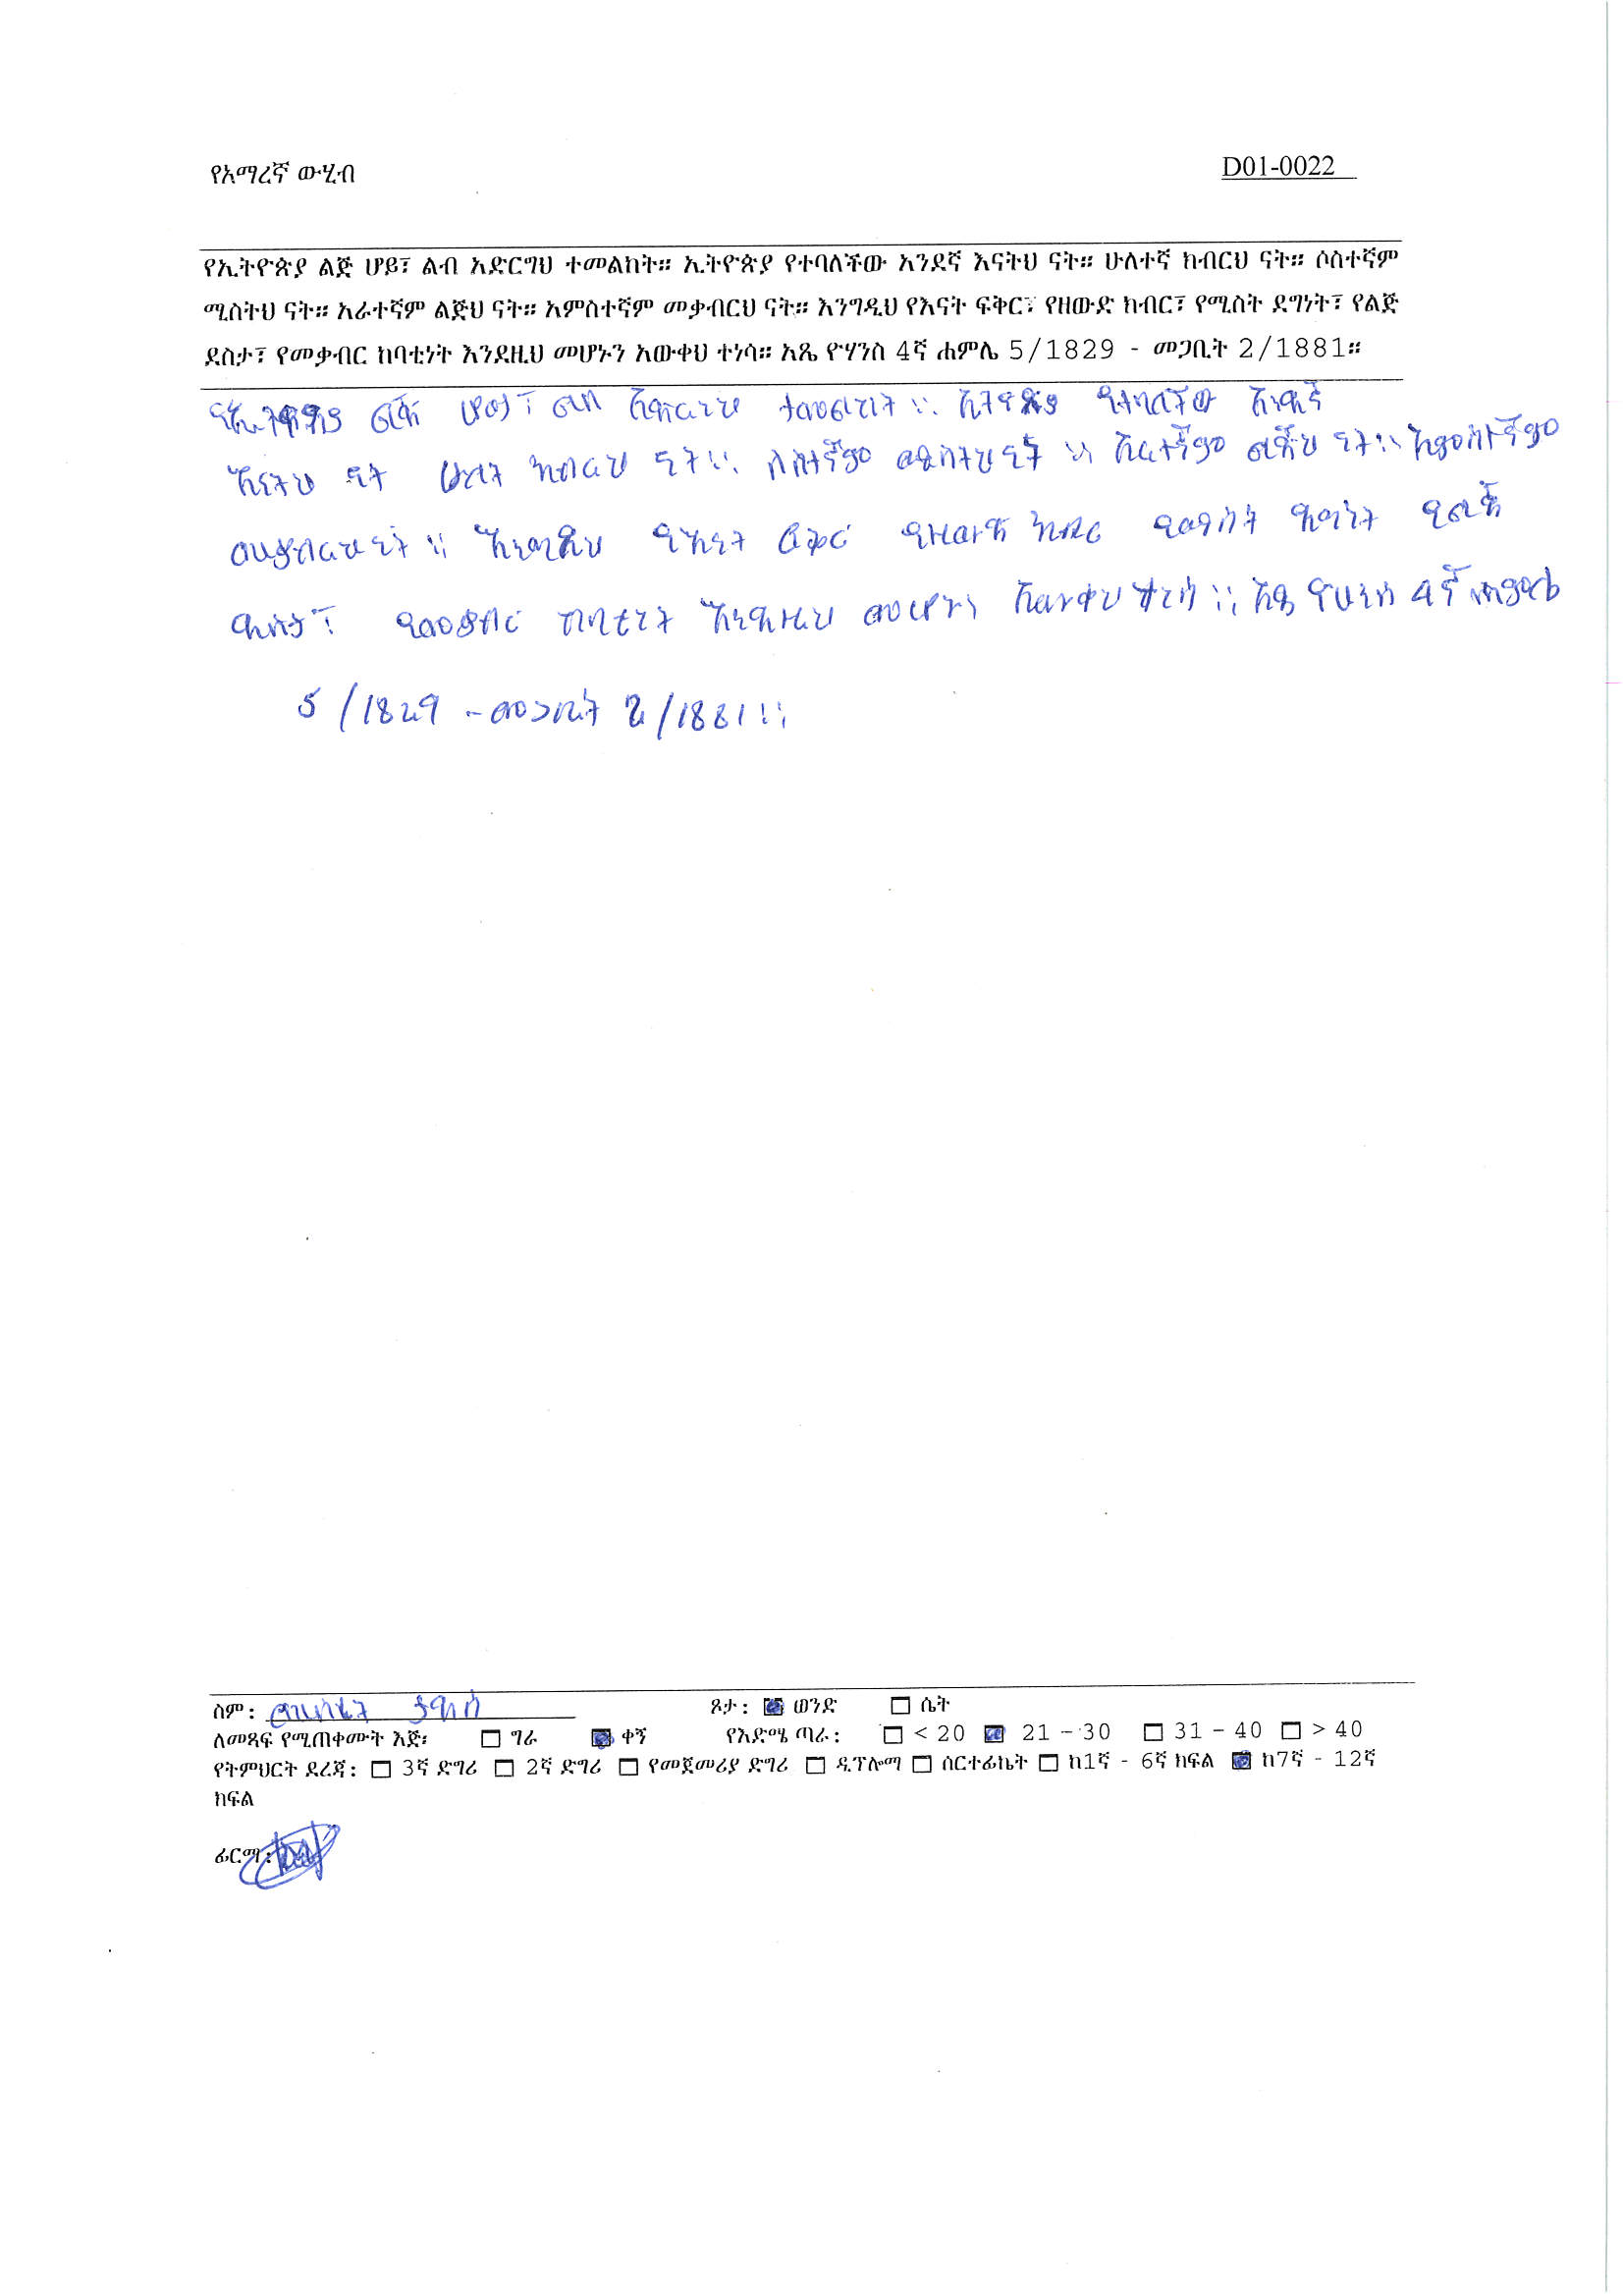 የአማረኛ ውሂብ
D01-0022
የኢትዮጵያ ልጅ ሆይ፣ ልብ አድርግህ ተመልከት። ኢትዮጵያ የተባለችው አንደኛ እናትህ ናት። ሁለተኛ ክብርህ ናት። ሶስተኛም
ሚስትህ ናት። አራተኛም ልጅህ ናት። አምስተኛም መቃብርህ ናት። እንግዲህ የእናት ፍቅር፣ የዘውድ ክብር፣ የሚስት ደግነት፣ የልጅ
ደስታ፣ የመቃብር ከባቲነት እንደዚህ መሆኑን አውቀህ ተነሳ። አጼ ዮሃንስ 4ኛ ሐምሌ 5/1829 - መጋቢት 2/1881።
የኢትዮጵያ ልጅ ሆይ፣ ልብ አድርግህ ተመልከት። ኢትዮጵያ የተባለችው አንደኛ
እናትህ ናት ሁለት ክብርህ ናት። ሶስተኛም ሚስትህ ናት። አራተኛም ልጅህ ናት። አምስተኛም
መቃብርህ ናት። እንግዲህ የእናት ፍቅር የዘውድ ክብር የሚስት ደግነት የልጅ
ደስታ፣ የመቃብር ከባቲነት እንደዚህ መሆኑን አውቀህ ተነሳ። አጼ ዮሃንስ 4ኛ ሐምሌ
5/1829 - መጋቢት 2/1881።
ስም: ጾታ: ወንድ ሴት
ለመጻፍ የሚጠቀሙት እጅ፡ ግራ ቀኝ የእድሜ ጣራ: < 20 21 - 30 31 - 40 > 40
የትምህርት ደረጃ: 3ኛ ድግሪ 2ኛ ድግሪ የመጀመሪያ ድግሪ ዲፕሎማ ሰርተፊኬት ከ1ኛ - 6ኛ ክፍል ከ7ኛ - 12ኛ
ክፍል
ፊርማ: